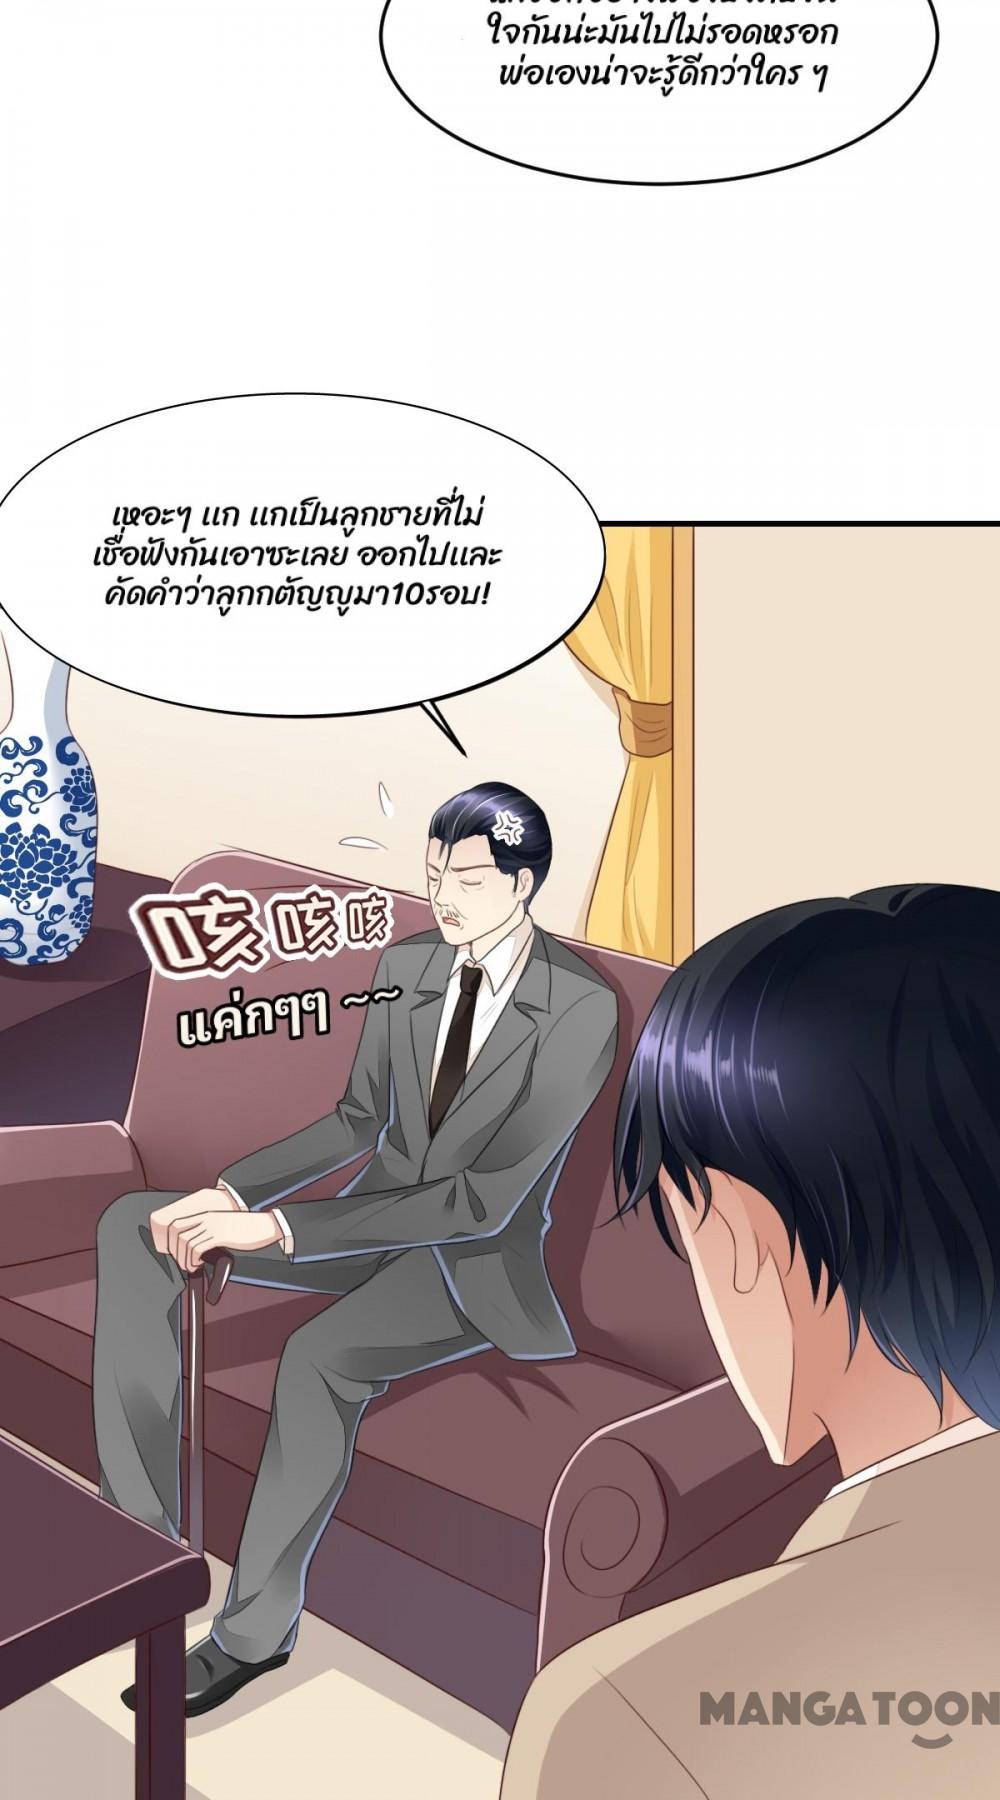 ใจกันน่ะมันไปไม่รอดหรอก
พ่อเองน่าจะรู้ดีกว่าใคร ๆ
เหอะๆ แก แกเป็นลูกชายที่ไม่
เชื่อฟังกันเอาซะเลย ออกไปและ
คัดคำว่าลูกกตัญญูมา10รอบ!
咳 咳 咳
แค่กๆๆ ~~
MANGATOON